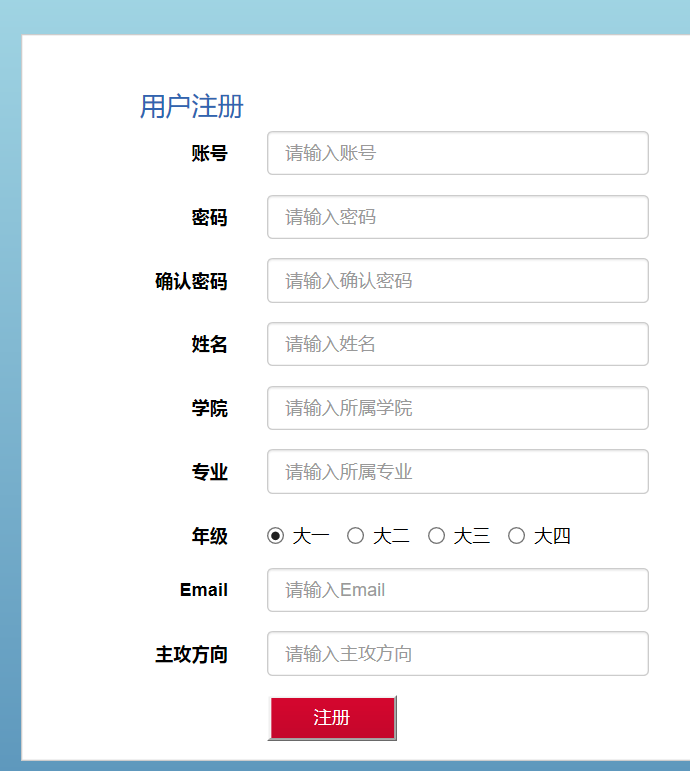 用户注册
账号 请输入账号
密码 请输入密码
确认密码 请输入确认密码
姓名 请输入姓名
学院 请输入所属学院
专业 请输入所属专业
年级 大一 大二 大三 大四
Email 请输入Email
主攻方向 请输入主攻方向
注册